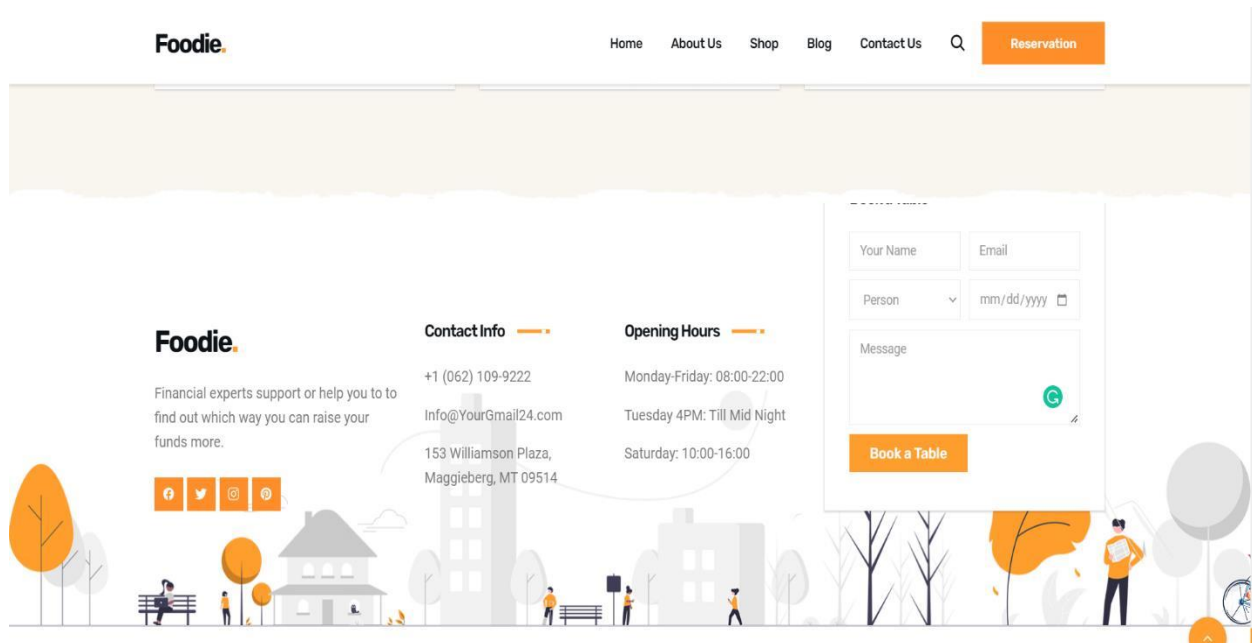 Foodie.
Home About Us Shop Blog Contact Us Reservation
Your Name Email
Person mm/dd/yyyy
Message
Book a Table
Foodie.
Financial experts support or help you to to
find out which way you can raise your
funds more.
Contact Info
+1 (062) 109-9222
Info@YourGmail24.com
153 Williamson Plaza,
Maggieberg, MT 09514
Opening Hours
Monday-Friday: 08:00-22:00
Tuesday 4PM: Till Mid Night
Saturday: 10:00-16:00